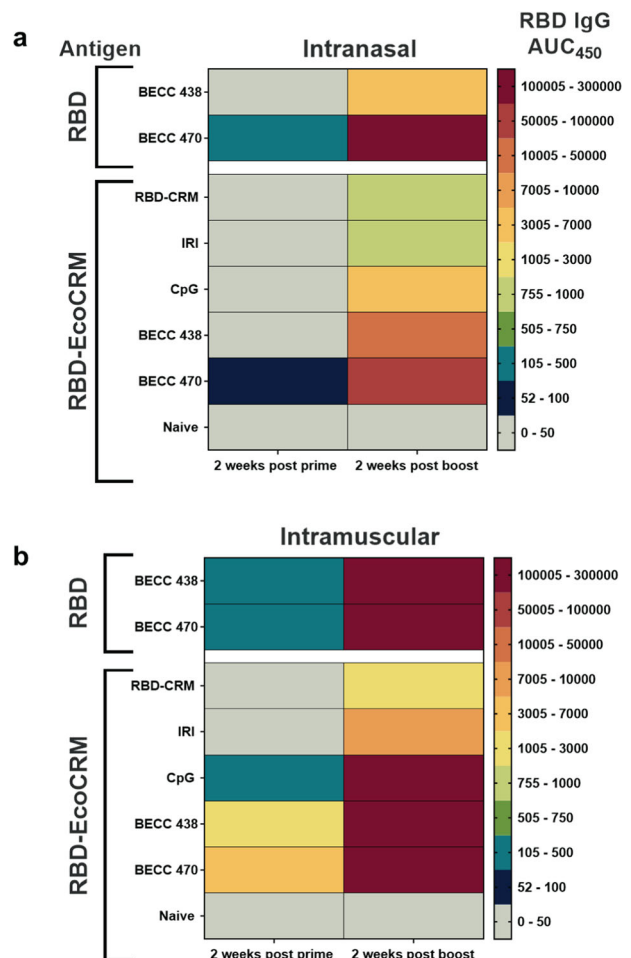 a
Antigen
Intranasal
RBD IgG
AUC450
RBD
BECC 438
BECC 470
RBD-EcoCRM
RBD-CRM
IRI
CpG
BECC 438
BECC 470
Naive
2 weeks post prime
2 weeks post boost
100005 - 300000
50005 - 100000
10005 - 50000
7005 - 10000
3005 - 7000
1005 - 3000
755 - 1000
505 - 750
105 - 500
52 - 100
0 - 50
b
Intramuscular
RBD
BECC 438
BECC 470
RBD-EcoCRM
RBD-CRM
IRI
CpG
BECC 438
BECC 470
Naive
2 weeks post prime
2 weeks post boost
100005 - 300000
50005 - 100000
10005 - 50000
7005 - 10000
3005 - 7000
1005 - 3000
755 - 1000
505 - 750
105 - 500
52 - 100
0 - 50